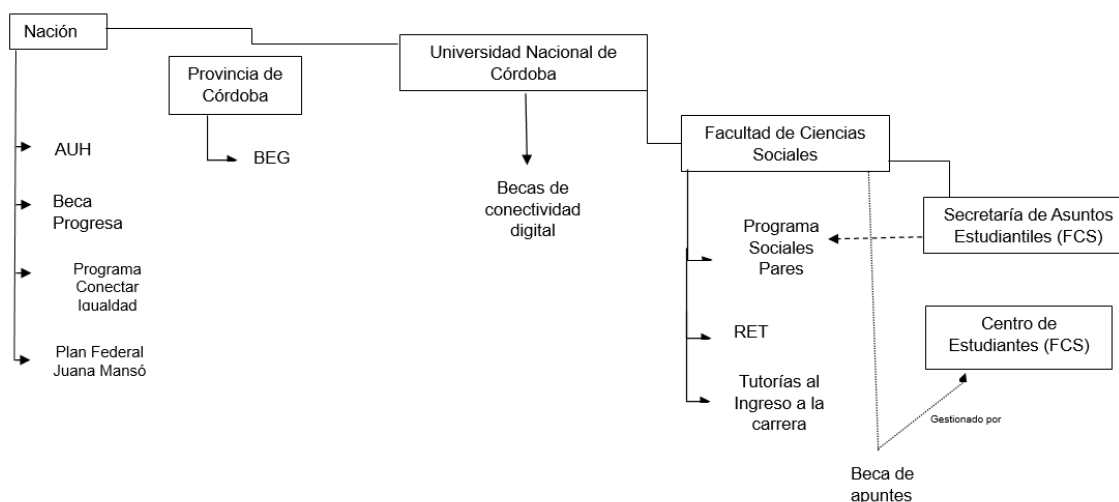 Nación
Universidad Nacional de
Córdoba
Provincia de
Córdoba
Facultad de Ciencias
Sociales
AUH
BEG
Becas de
conectividad
digital
Beca
Progresa
Secretaría de Asuntos
Estudiantiles (FCS)
Programa
Sociales
Pares
Programa
Conectar
Igualdad
Centro de
Estudiantes (FCS)
RET
Plan Federal
Juana Mansó
Tutorías al
Ingreso a la
carrera
Gestionado por
Beca de
apuntes